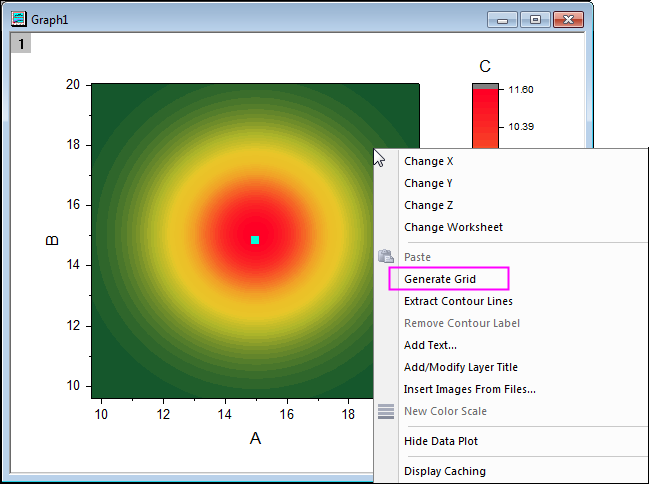 Graph1
1
C
20
18
16
14
12
10
B
10
12
14
16
18
A
11.60
10.39
Change X
Change Y
Change Z
Change Worksheet
Paste
Generate Grid
Extract Contour Lines
Remove Contour Label
Add Text...
Add/Modify Layer Title
Insert Images From Files...
New Color Scale
Hide Data Plot
Display Caching